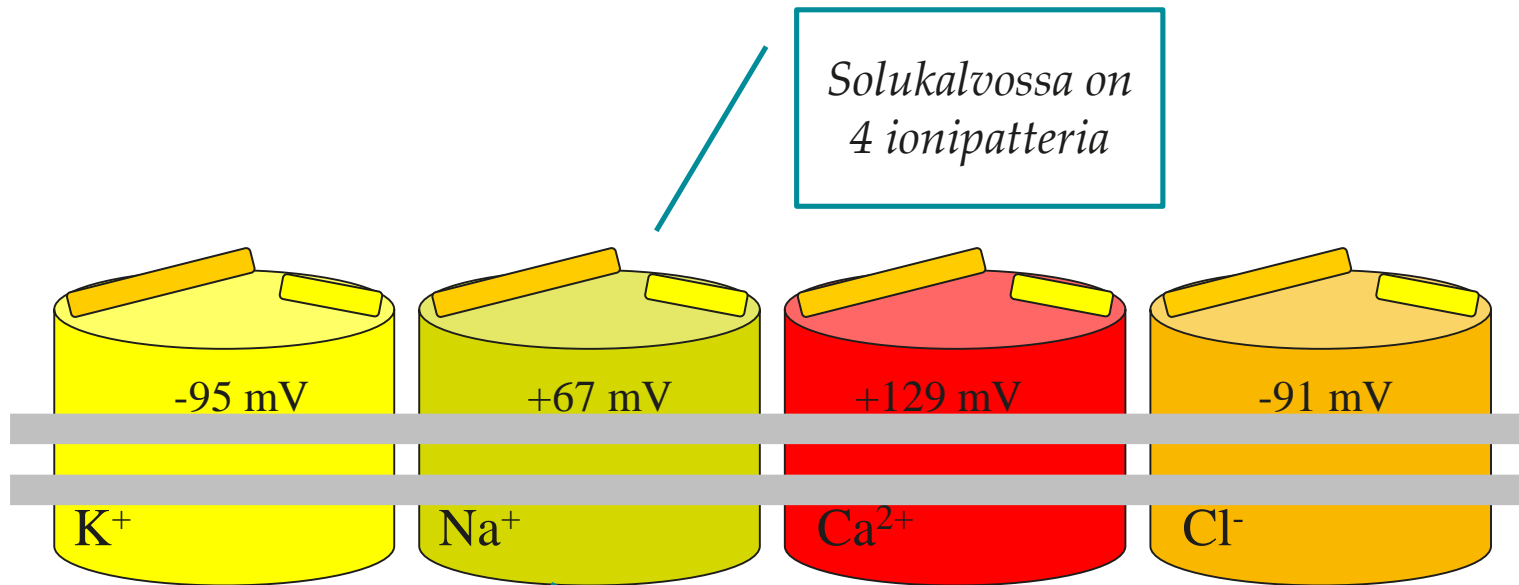 Solukalvossa on
4 ionipatteria
-95 mV +67 mV +129 mV -91 mV
K⁺ Na⁺ Ca²⁺ Cl⁻